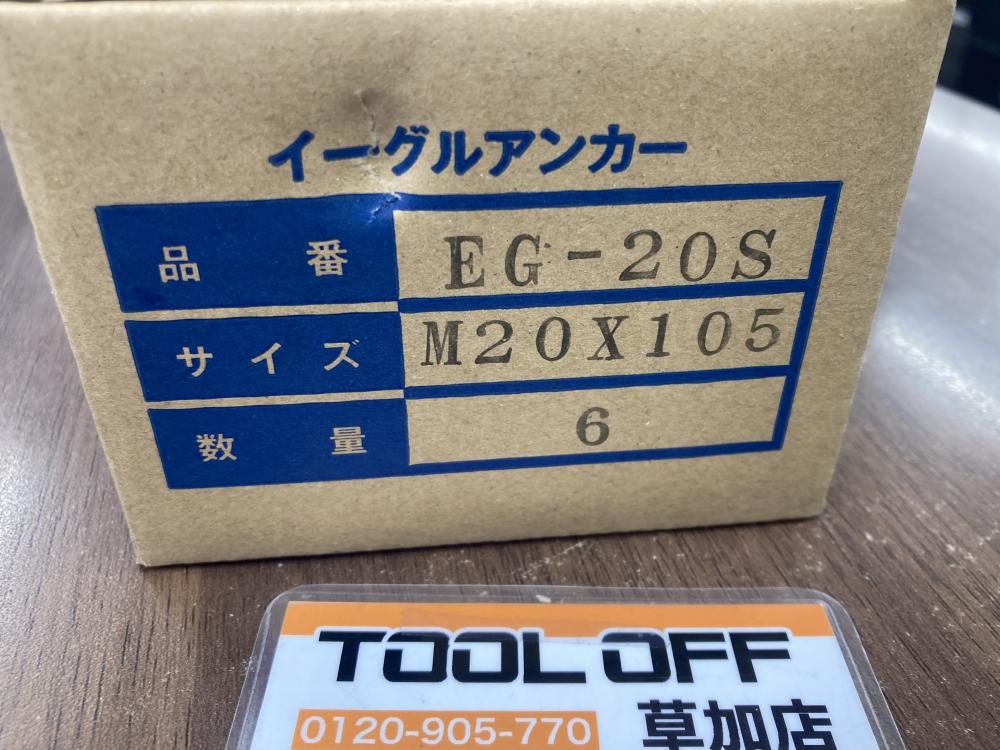 イーグルアンカー
品番 EG-20S
サイズ M20X105
数量 6
TOOL OFF
0120-905-770 草加店